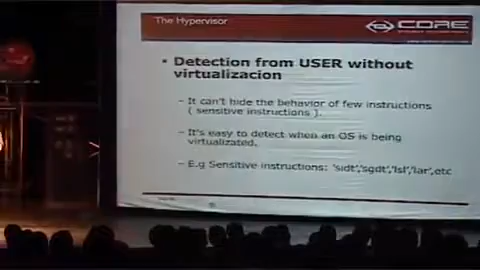 The Hypervisor
CORE
• Detection from USER without
virtualizacion
– It can't hide the behavior of few instructions
( sensitive instructions ).
– It's easy to detect when an OS is being
virtualizated.
– E.g Sensitive instructions: 'sidt','sgdt','lsl','lar',etc